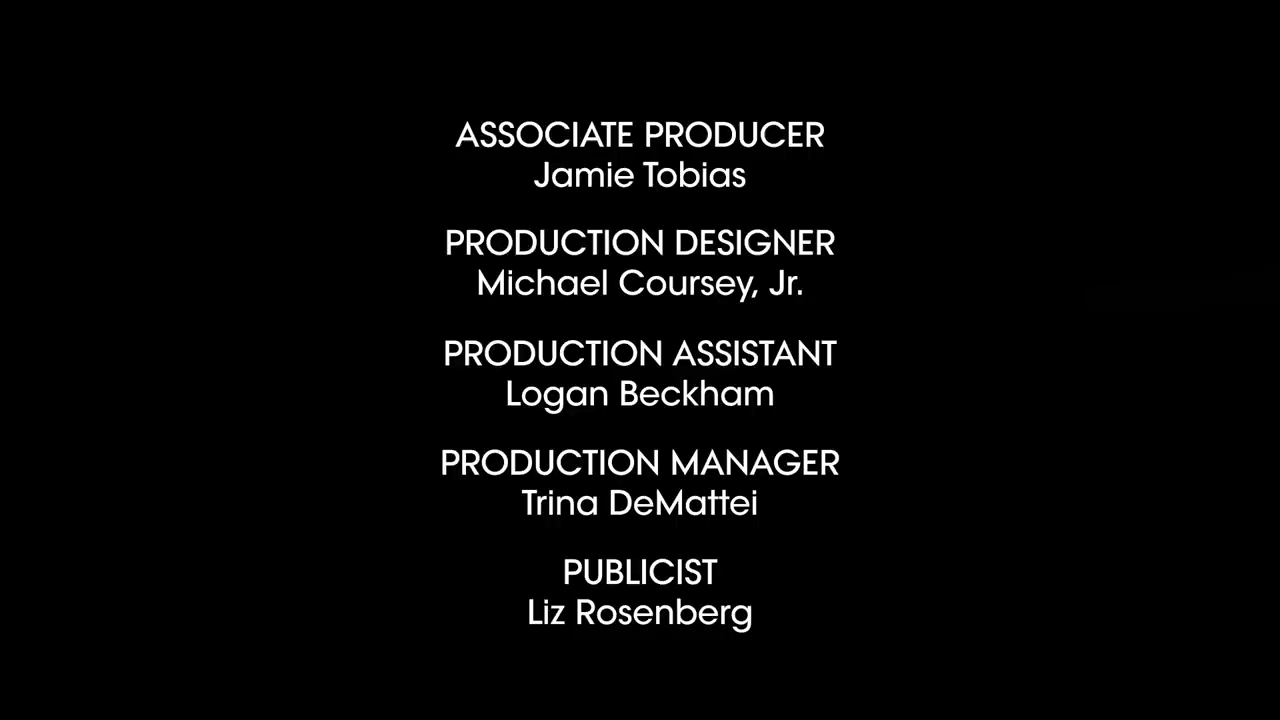 ASSOCIATE PRODUCER
Jamie Tobias
PRODUCTION DESIGNER
Michael Coursey, Jr.
PRODUCTION ASSISTANT
Logan Beckham
PRODUCTION MANAGER
Trina DeMattei
PUBLICIST
Liz Rosenberg